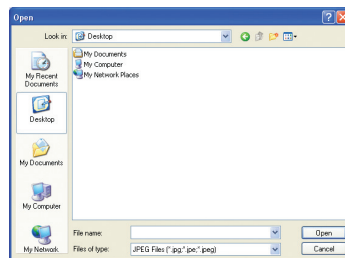 Open
Look in:
Desktop
My Recent
Documents
Desktop
My Documents
My Computer
My Network
My Documents
My Computer
My Network Places
File name:
Open
Files of type:
JPEG Files (*.jpg;*.jpe;*.jpeg)
Cancel